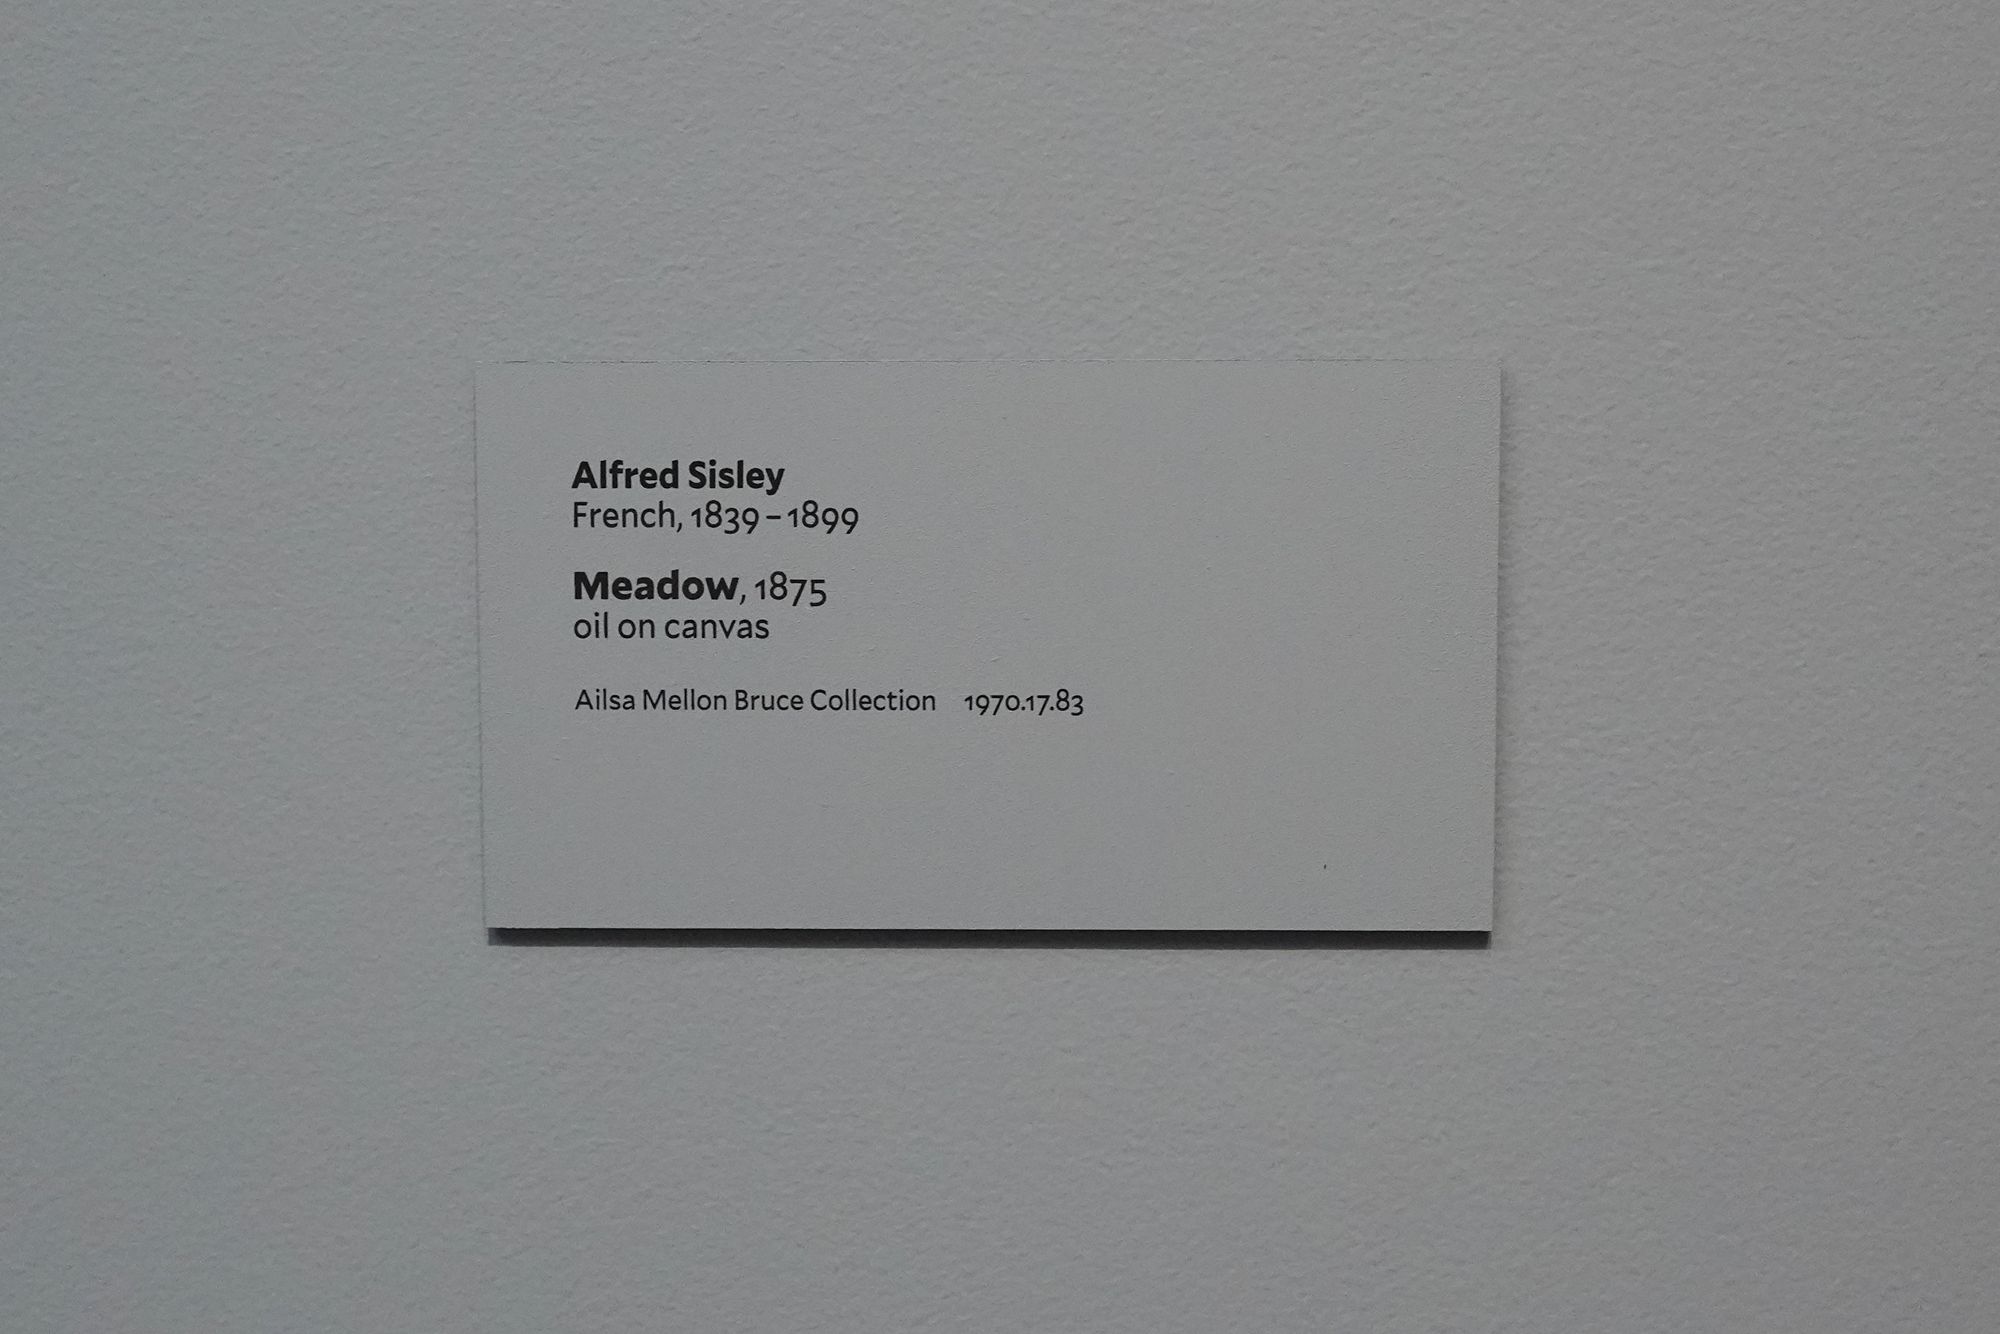 Alfred Sisley
French, 1839 – 1899
Meadow, 1875
oil on canvas
Ailsa Mellon Bruce Collection 1970.17.83